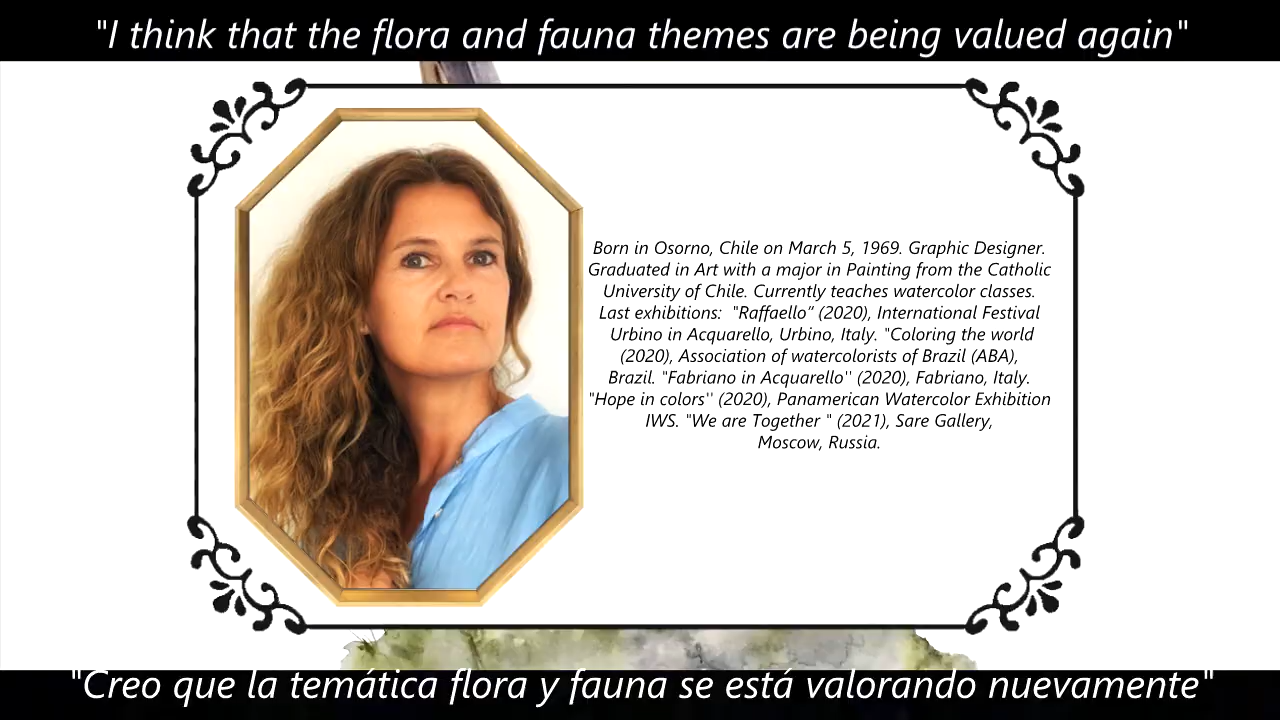 "I think that the flora and fauna themes are being valued again"
Born in Osorno, Chile on March 5, 1969. Graphic Designer.
Graduated in Art with a major in Painting from the Catholic
University of Chile. Currently teaches watercolor classes.
Last exhibitions:  "Raffaello" (2020), International Festival
Urbino in Acquarello, Urbino, Italy. "Coloring the world
(2020), Association of watercolorists of Brazil (ABA),
Brazil. "Fabriano in Acquarello'' (2020), Fabriano, Italy.
"Hope in colors'' (2020), Panamerican Watercolor Exhibition
IWS. "We are Together " (2021), Sare Gallery,
Moscow, Russia.
"Creo que la temática flora y fauna se está valorando nuevamente"